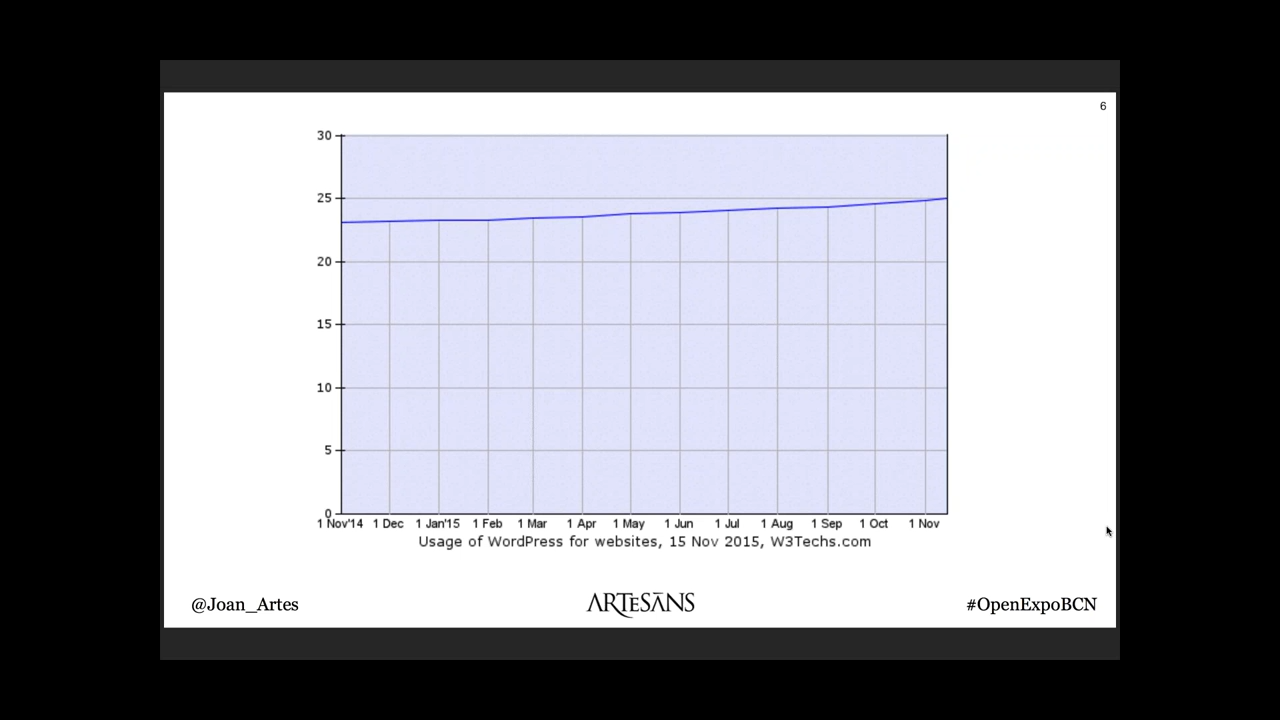 6
30
25
20
15
10
5
0
1 Nov'14 1 Dec 1 Jan'15 1 Feb 1 Mar 1 Apr 1 May 1 Jun 1 Jul 1 Aug 1 Sep 1 Oct 1 Nov
Usage of WordPress for websites, 15 Nov 2015, W3Techs.com
@Joan_Artes ARTESĀNS #OpenExpoBCN